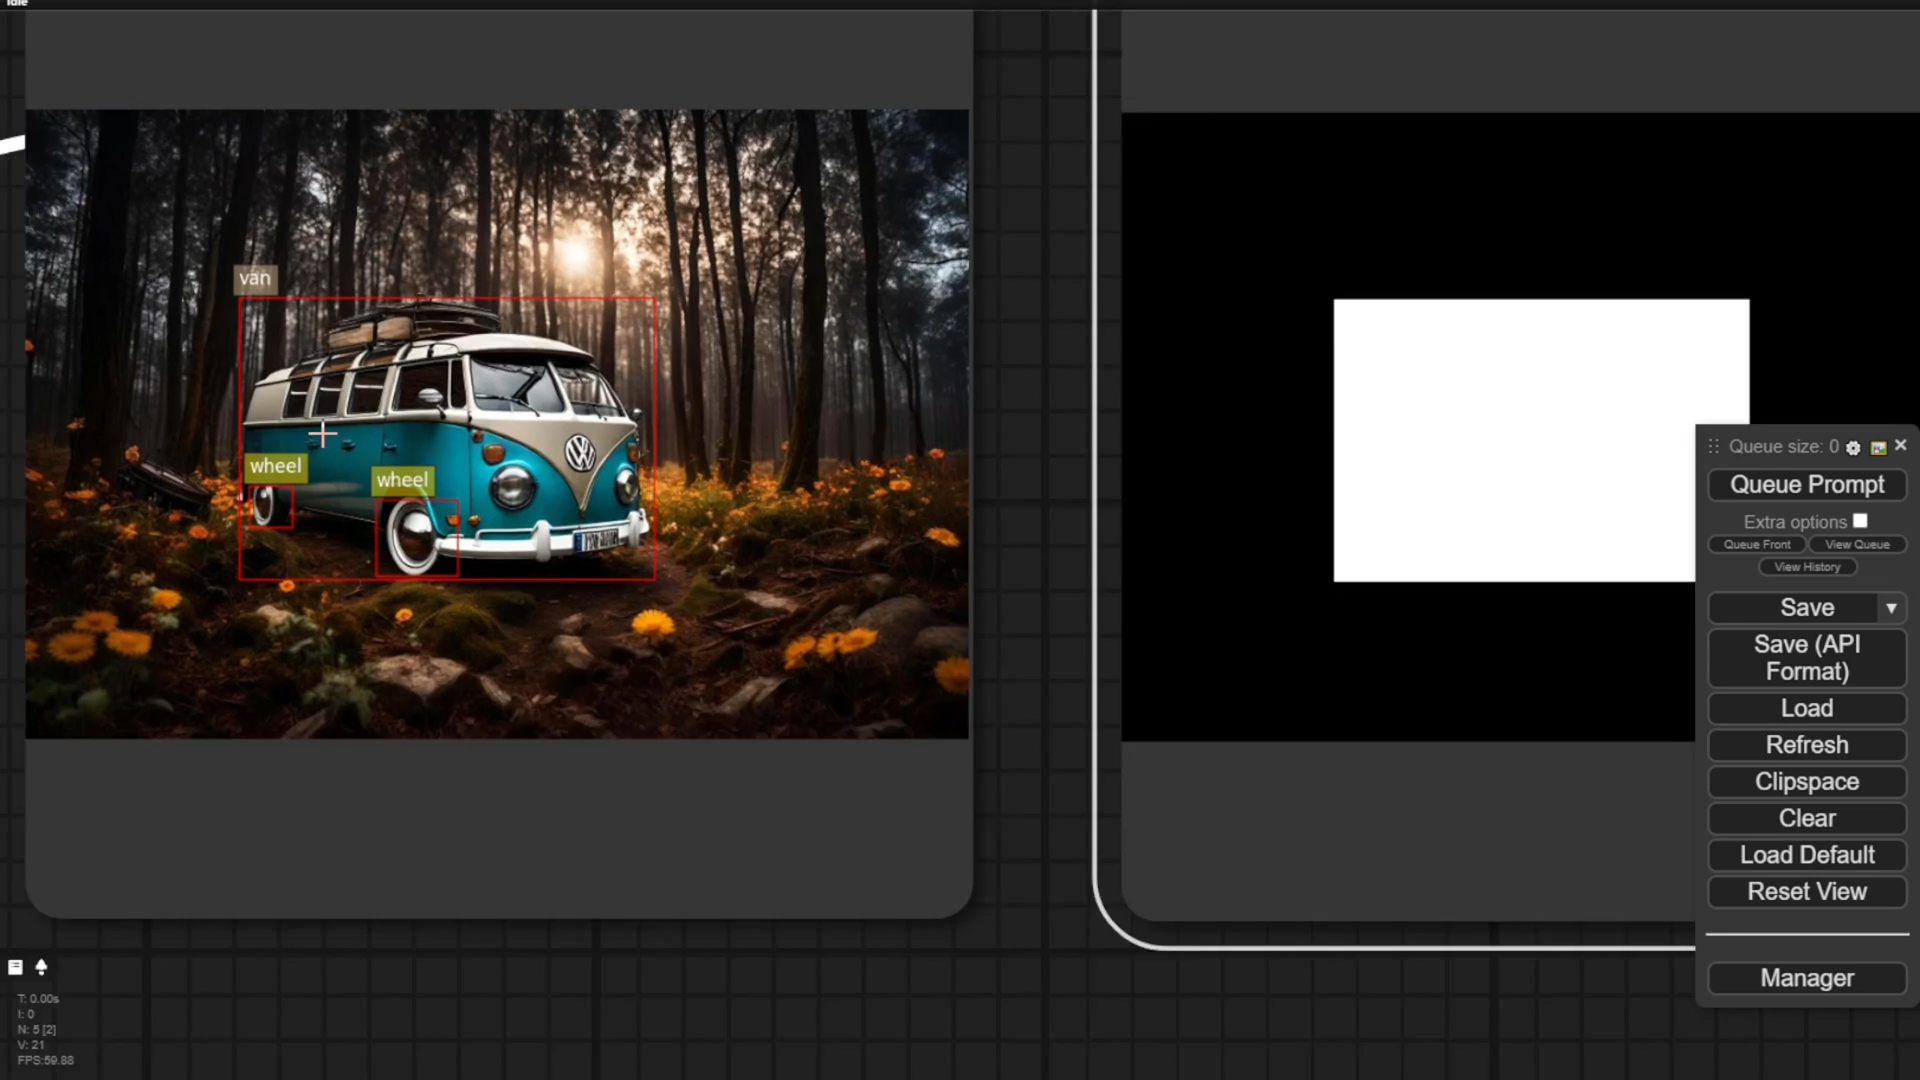 Idle
van
wheel
wheel
Queue size: 0
Queue Prompt
Extra options
Queue Front
View Queue
View History
Save
Save (API
Format)
Load
Refresh
Clipspace
Clear
Load Default
Reset View
Manager
T: 0.00s
I: 0
N: 5 [2]
V: 21
FPS:59.88